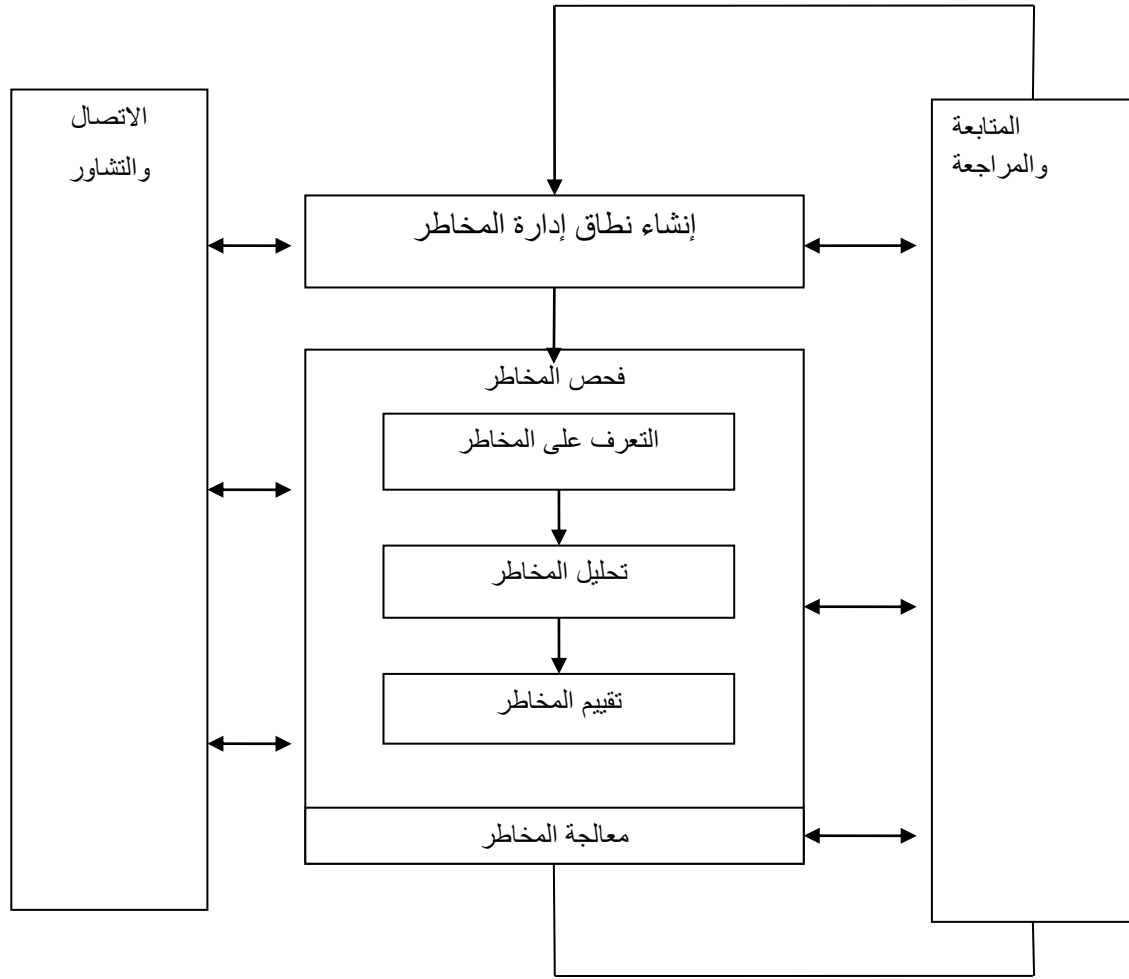 الاتصال
والتشاور
المتابعة
والمراجعة
إنشاء نطاق إدارة المخاطر
فحص المخاطر
التعرف على المخاطر
تحليل المخاطر
تقييم المخاطر
معالجة المخاطر